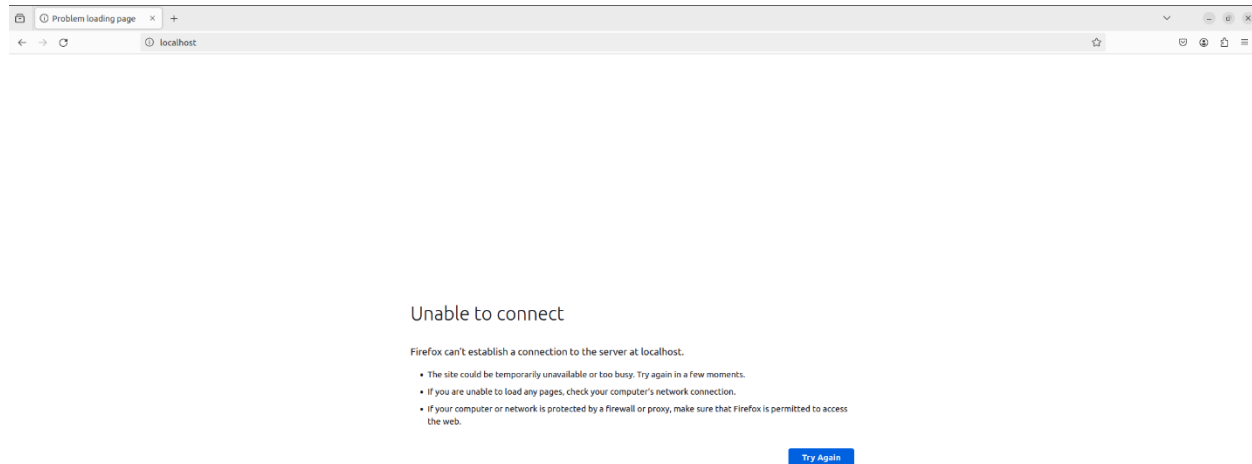 Problem loading page
localhost
Unable to connect
Firefox can't establish a connection to the server at localhost.
• The site could be temporarily unavailable or too busy. Try again in a few moments.
• If you are unable to load any pages, check your computer's network connection.
• If your computer or network is protected by a firewall or proxy, make sure that Firefox is permitted to access
the web.
Try Again